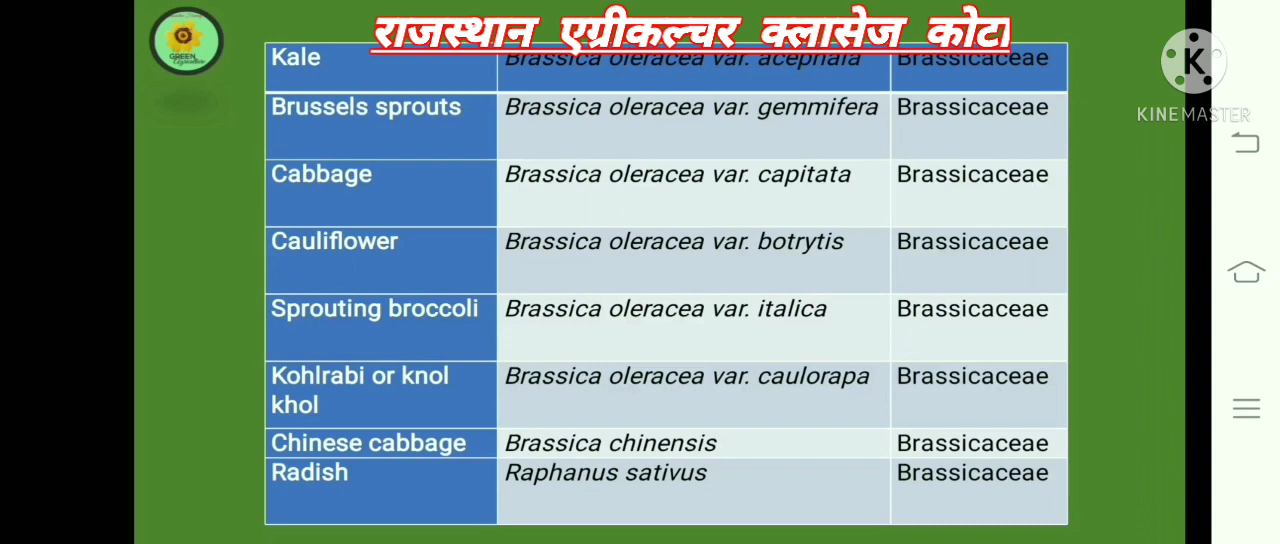 राजस्थान एग्रीकल्चर क्लासेज कोटा
GREEN
Agriculture
KINEMASTER
Kale Brassica oleracea var. acephala Brassicaceae
Brussels sprouts Brassica oleracea var. gemmifera Brassicaceae
Cabbage Brassica oleracea var. capitata Brassicaceae
Cauliflower Brassica oleracea var. botrytis Brassicaceae
Sprouting broccoli Brassica oleracea var. italica Brassicaceae
Kohlrabi or knol Brassica oleracea var. caulorapa Brassicaceae
khol
Chinese cabbage Brassica chinensis Brassicaceae
Radish Raphanus sativus Brassicaceae